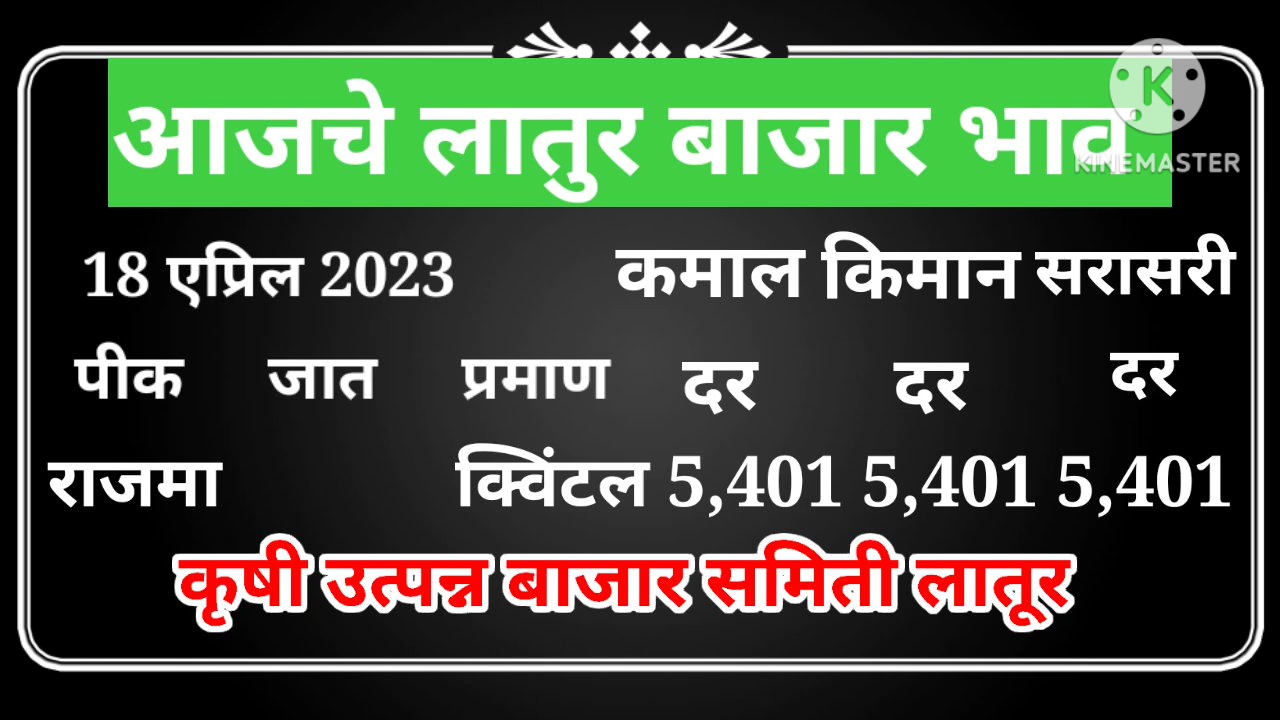 आजचे लातुर बाजार भाव
K
KINEMASTER
18 एप्रिल 2023 कमाल किमान सरासरी
पीक जात प्रमाण दर दर दर
राजमा क्विंटल 5,401 5,401 5,401
कृषी उत्पन्न बाजार समिती लातूर